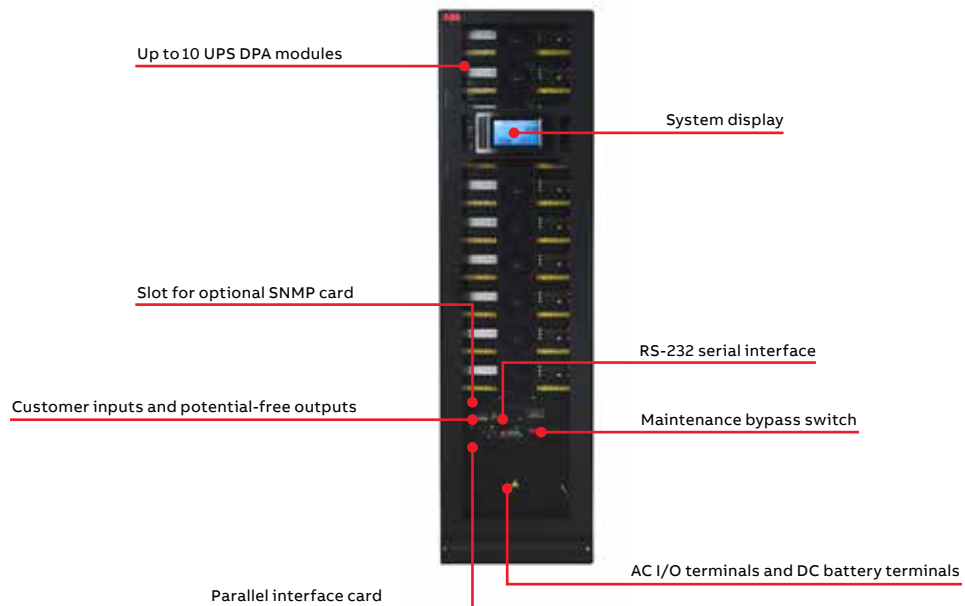 ABB
Up to 10 UPS DPA modules
System display
Slot for optional SNMP card
RS-232 serial interface
Customer inputs and potential-free outputs
Maintenance bypass switch
AC I/O terminals and DC battery terminals
Parallel interface card